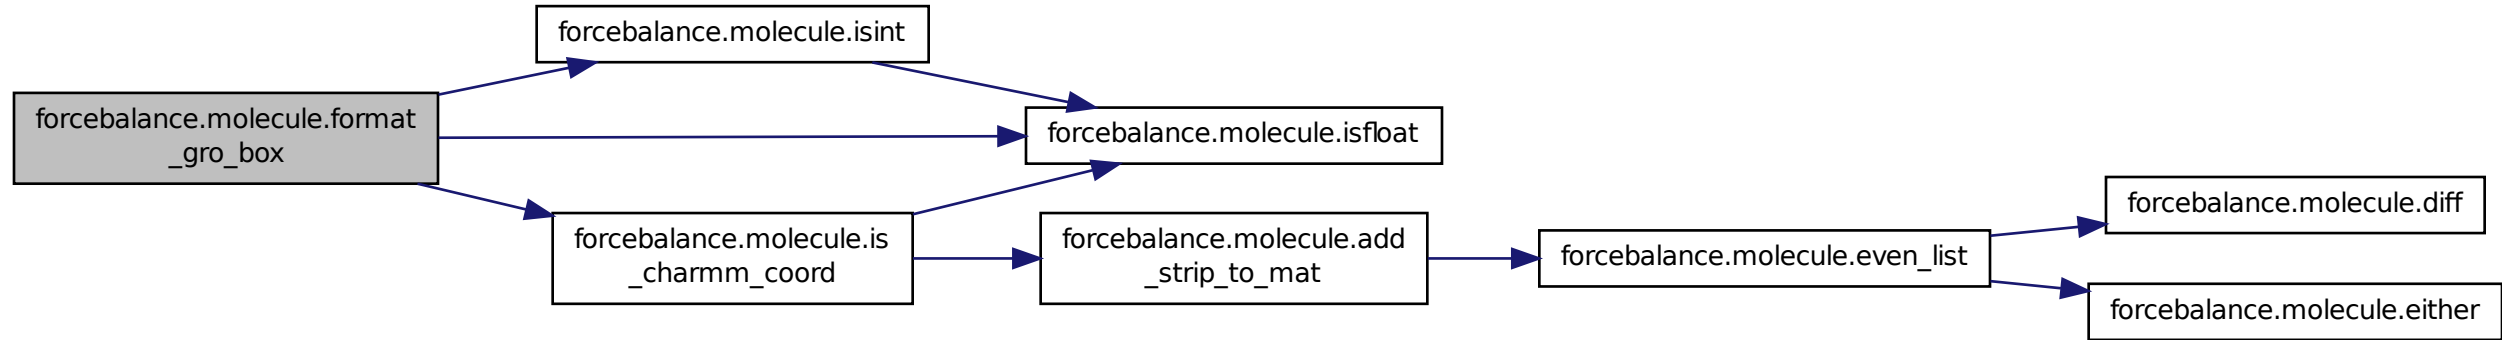 forcebalance.molecule.format
_gro_box
forcebalance.molecule.isint
forcebalance.molecule.isfloat
forcebalance.molecule.is
_charmm_coord
forcebalance.molecule.add
_strip_to_mat
forcebalance.molecule.even_list
forcebalance.molecule.diff
forcebalance.molecule.either